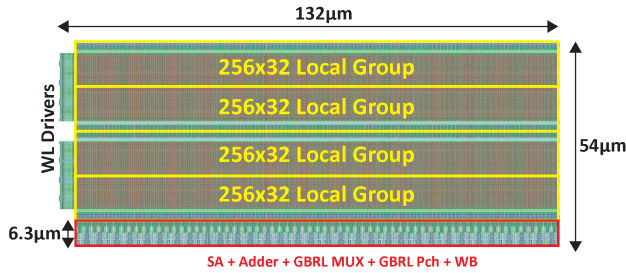 132µm
256x32 Local Group
256x32 Local Group
WL Drivers
54µm
256x32 Local Group
256x32 Local Group
6.3µm
SA + Adder + GBRL MUX + GBRL Pch + WB